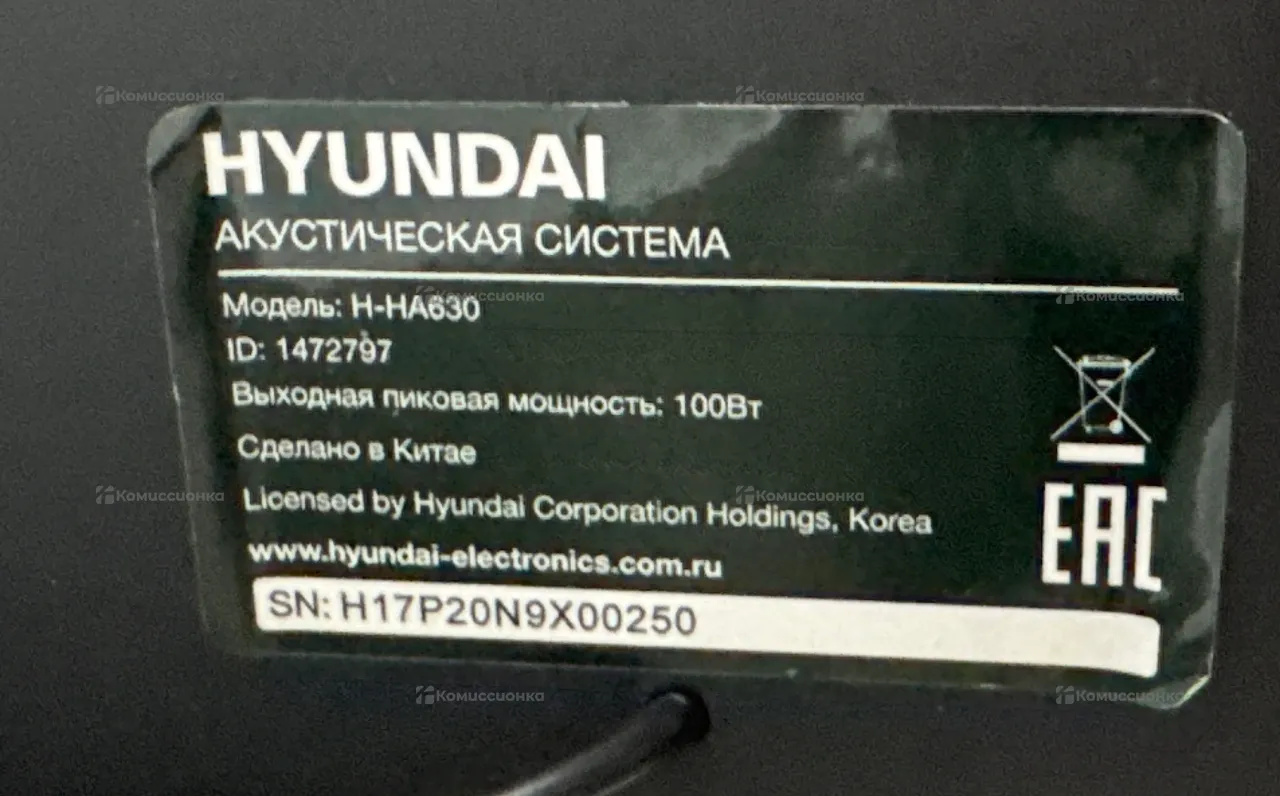 HYUNDAI
АКУСТИЧЕСКАЯ СИСТЕМА
Модель: H-HA630
ID: 1472797
Выходная пиковая мощность: 100Вт
Сделано в Китае
Licensed by Hyundai Corporation Holdings, Korea
www.hyundai-electronics.com.ru
EAC
SN: H17P20N9X00250
Комиссионка
Комиссионка
Комиссионка
Комиссионка
Комиссионка
Комиссионка
Комиссионка
Комиссионка